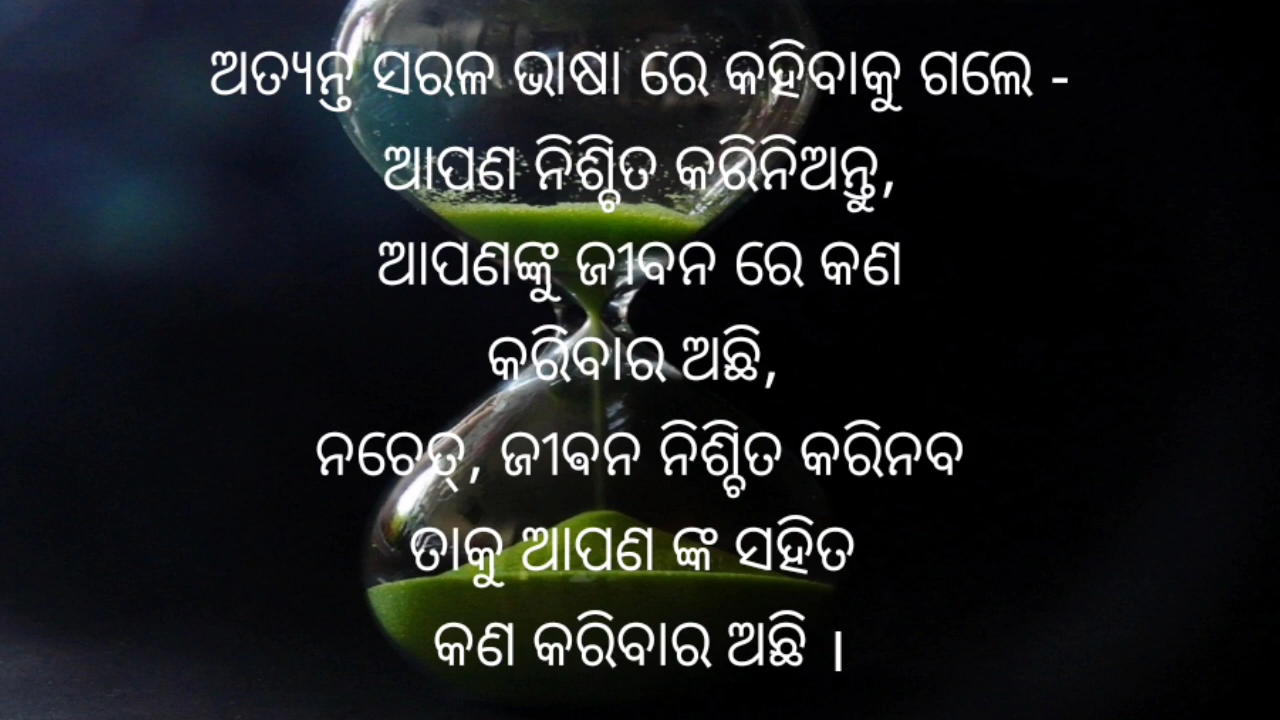 ଅତ୍ୟନ୍ତ ସରଳ ଭାଷା ରେ କହିବାକୁ ଗଲେ -
ଆପଣ ନିଶ୍ଚିତ କରିନିଅନ୍ତୁ,
ଆପଣଙ୍କୁ ଜୀବନ ରେ କଣ
କରିବାର ଅଛି,
ନଚେତ୍, ଜୀଵନ ନିଶ୍ଚିତ କରିନବ
ତାକୁ ଆପଣ ଙ୍କ ସହିତ
କଣ କରିବାର ଅଛି ।